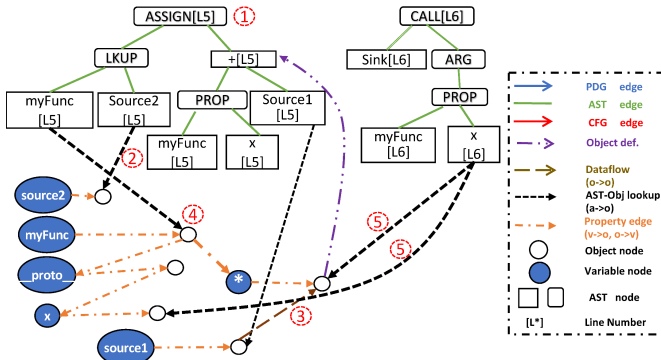 ASSIGN[L5]
1
CALL[L6]
LKUP
+[L5]
Sink[L6]
ARG
myFunc
[L5]
Source2
[L5]
PROP
Source1
[L5]
PROP
myFunc
[L5]
x
[L5]
myFunc
[L6]
x
[L6]
2
source2
4
myFunc
5
5
__proto__
*
x
3
source1
PDG edge
AST edge
CFG edge
Object def.
Dataflow
(o->o)
AST-Obj lookup
(a->o)
Property edge
(v->o, o->v)
Object node
Variable node
AST node
[L*] Line Number